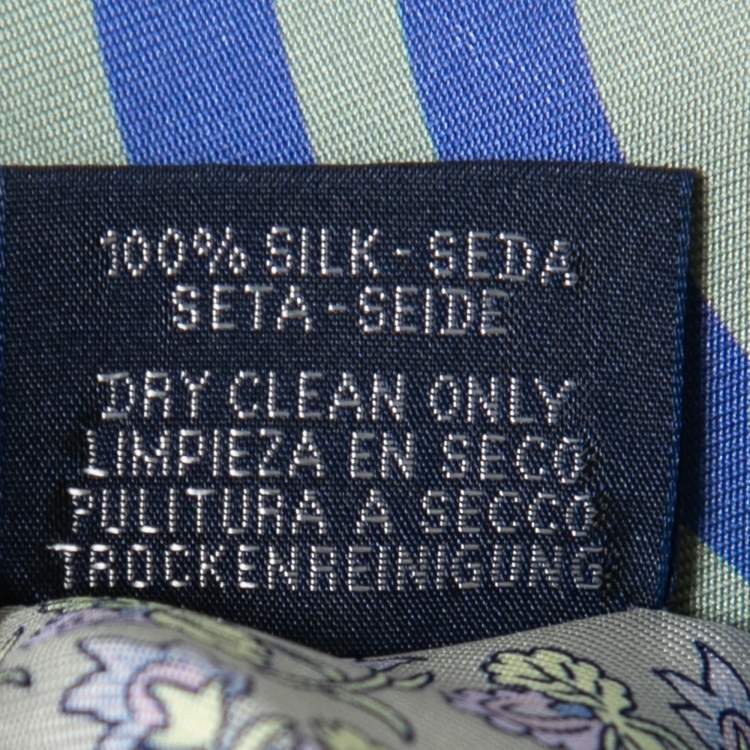 100% SILK - SEDA
SETA - SEIDE
DRY CLEAN ONLY
LIMPIEZA EN SECO
PULITURA A SECCO
TROCKENREINIGUNG